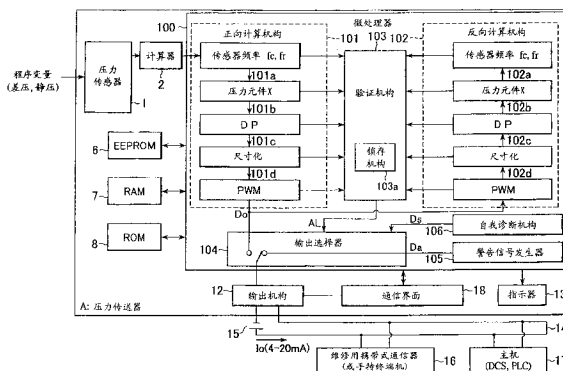 微处理器
100
正向计算机构
101
103
102
反向计算机构
程序变量
(差压,静压)
压力
传感器
1
计算器
2
传感器频率 fc, fr
传感器频率 fc, fr
101a
102a
压力元件X
压力元件X
101b
102b
验证机构
D P
D P
101c
102c
尺寸化
尺寸化
侦存
机构
103a
101d
102d
PWM
PWM
6
EEPROM
7
RAM
8
ROM
Do
AL
Ds
自我诊断机构
106
104
输出选择器
Da
警告信号发生器
105
12
输出机构
通信界面
18
指示器
13
A: 压力传送器
15
14
Io(4-20mA)
维修用携带式通信器
(或手持终端机)
16
主机
(DCS, PLC)